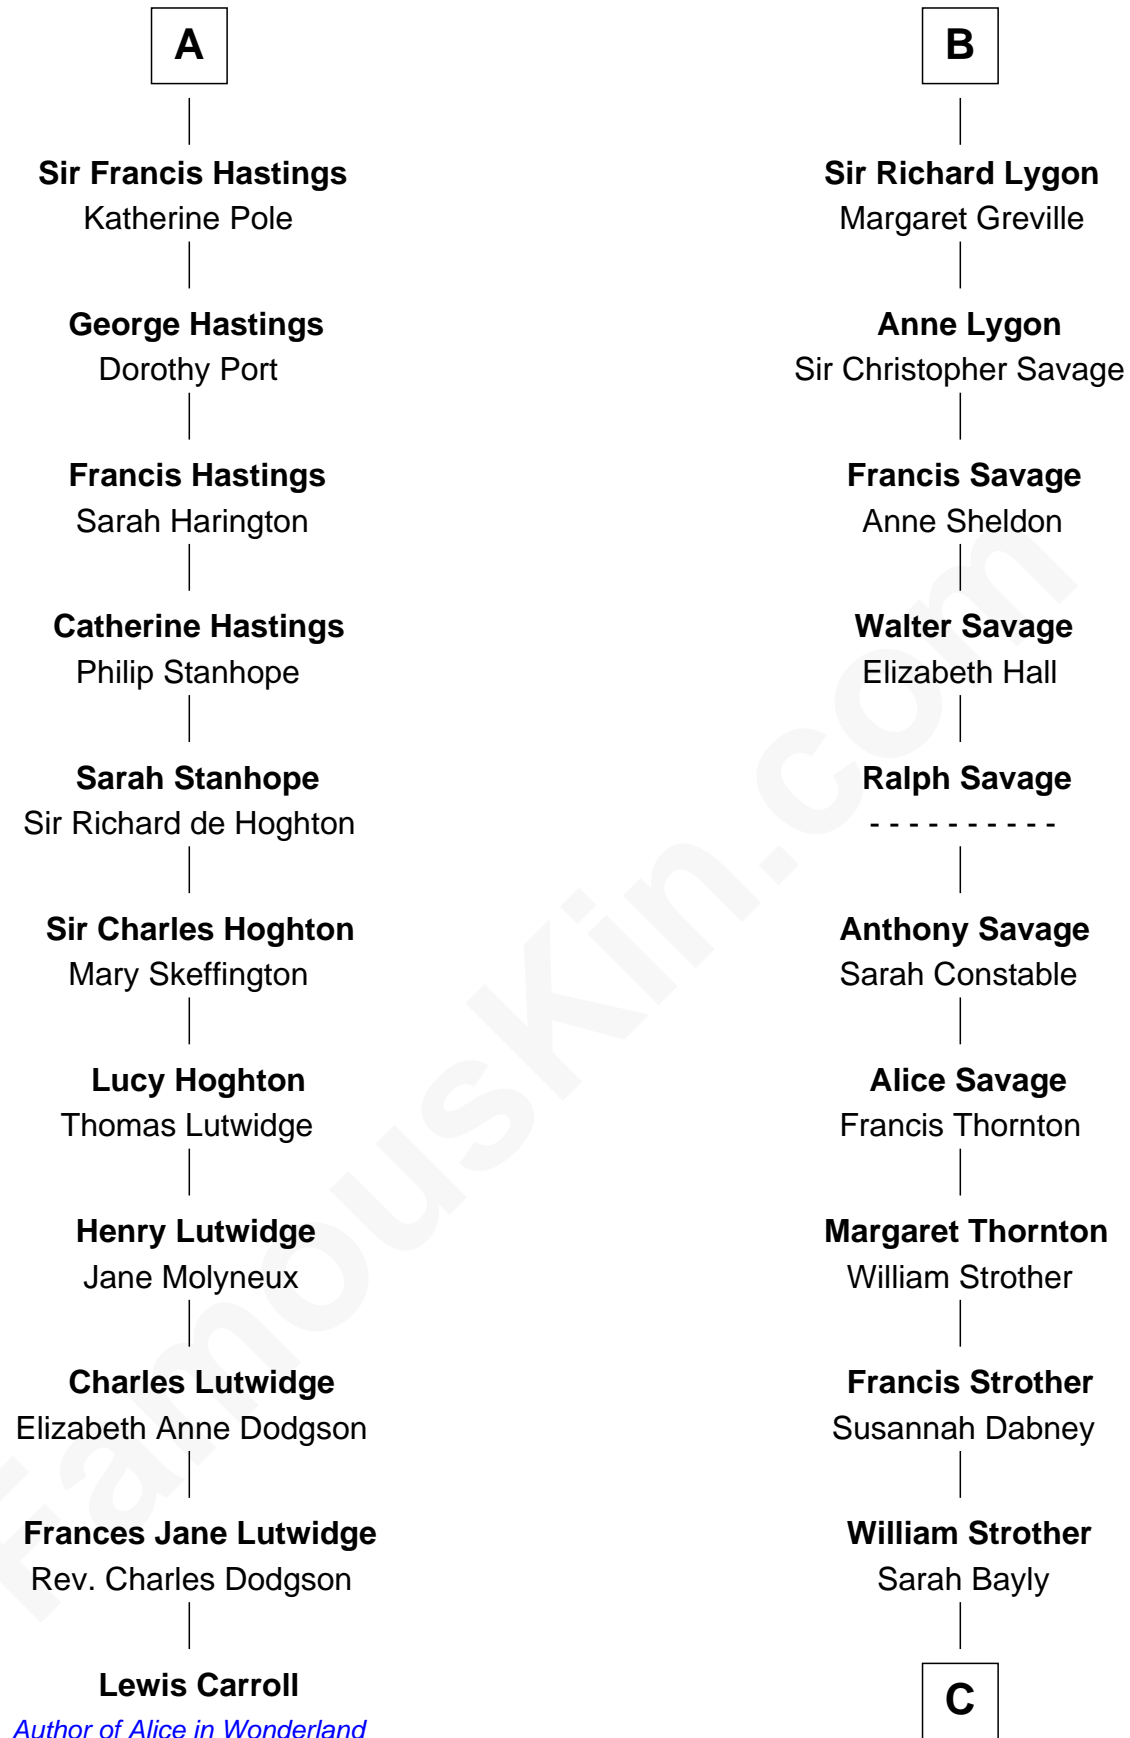 A
Sir Francis Hastings
Katherine Pole
George Hastings
Dorothy Port
Francis Hastings
Sarah Harington
Catherine Hastings
Philip Stanhope
Sarah Stanhope
Sir Richard de Hoghton
Sir Charles Hoghton
Mary Skeffington
Lucy Hoghton
Thomas Lutwidge
Henry Lutwidge
Jane Molyneux
Charles Lutwidge
Elizabeth Anne Dodgson
Frances Jane Lutwidge
Rev. Charles Dodgson
Lewis Carroll
Author of Alice in Wonderland
B
Sir Richard Lygon
Margaret Greville
Anne Lygon
Sir Christopher Savage
Francis Savage
Anne Sheldon
Walter Savage
Elizabeth Hall
Ralph Savage
- - - - - - - - - -
Anthony Savage
Sarah Constable
Alice Savage
Francis Thornton
Margaret Thornton
William Strother
Francis Strother
Susannah Dabney
William Strother
Sarah Bayly
C
FamousKin.com